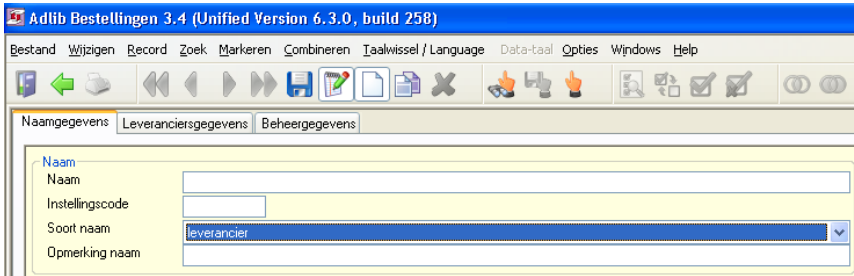 Adlib Bestellingen 3.4 (Unified Version 6.3.0, build 258)
Bestand Wijzigen Record Zoek Markeren Combineren Taalwissel / Language Data-taal Opties Windows Help
Naamgegevens Leveranciersgegevens Beheergegevens
Naam
Naam
Instellingscode
Soort naam leverancier
Opmerking naam